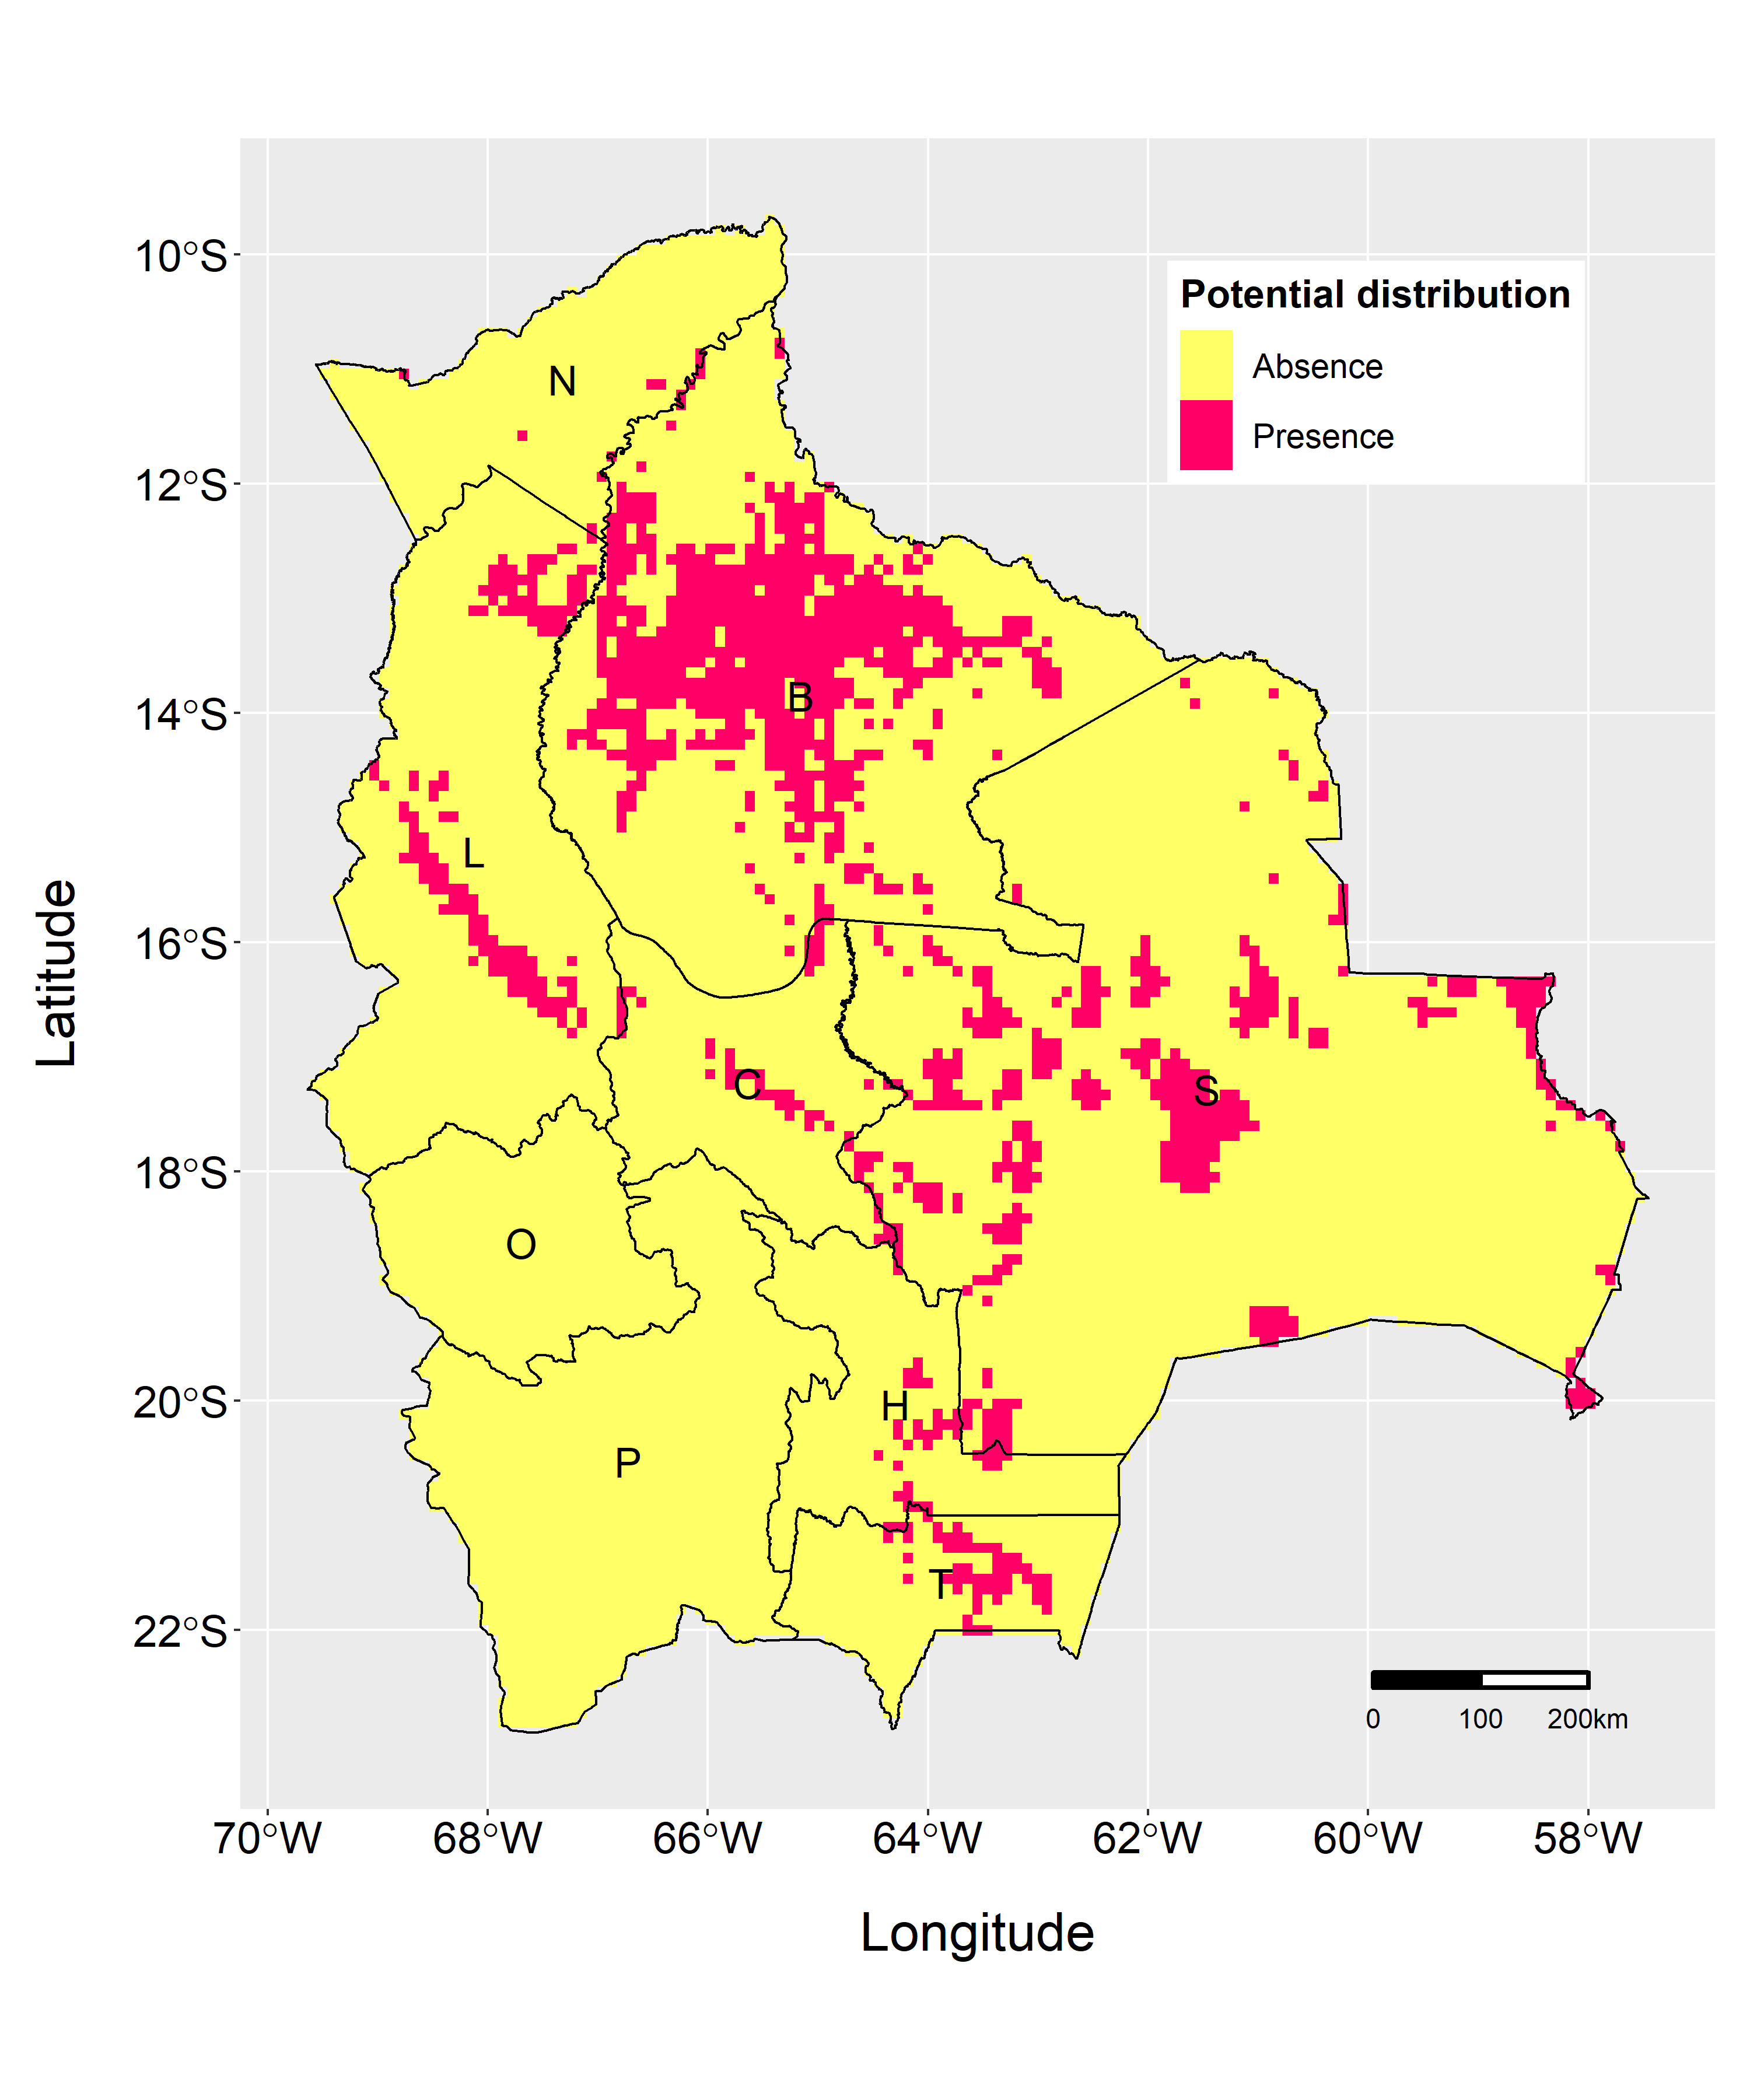 10°S
12°S
14°S
16°S
18°S
20°S
22°S
Latitude
Potential distribution
Absence
Presence
N
B
L
C
S
O
H
P
T
0 100 200km
70°W 68°W 66°W 64°W 62°W 60°W 58°W
Longitude